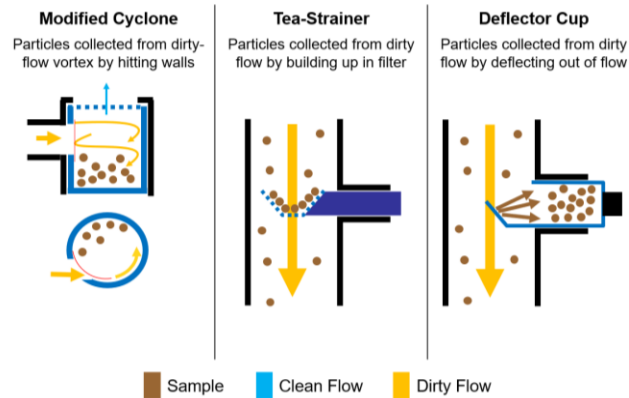 Modified Cyclone
Particles collected from dirty-
flow vortex by hitting walls
Tea-Strainer
Particles collected from dirty
flow by building up in filter
Deflector Cup
Particles collected from dirty
flow by deflecting out of flow
Sample
Clean Flow
Dirty Flow